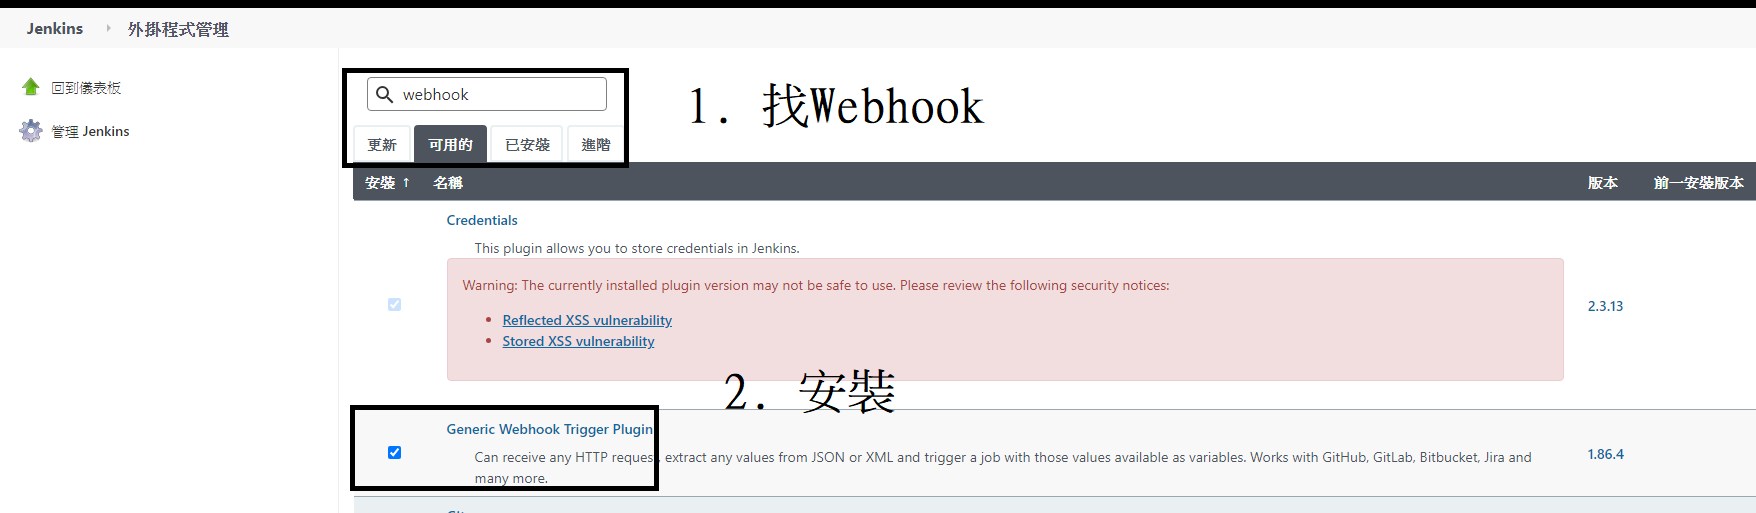 Jenkins 外掛程式管理
回到儀表板
管理 Jenkins
webhook
1. 找Webhook
更新 可用的 已安裝 進階
安裝 ↑ 名稱 版本 前一安裝版本
Credentials
This plugin allows you to store credentials in Jenkins.
Warning: The currently installed plugin version may not be safe to use. Please review the following security notices:
• Reflected XSS vulnerability
• Stored XSS vulnerability
2.3.13
2. 安裝
Generic Webhook Trigger Plugin
Can receive any HTTP request, extract any values from JSON or XML and trigger a job with those values available as variables. Works with GitHub, GitLab, Bitbucket, Jira and
many more.
1.86.4